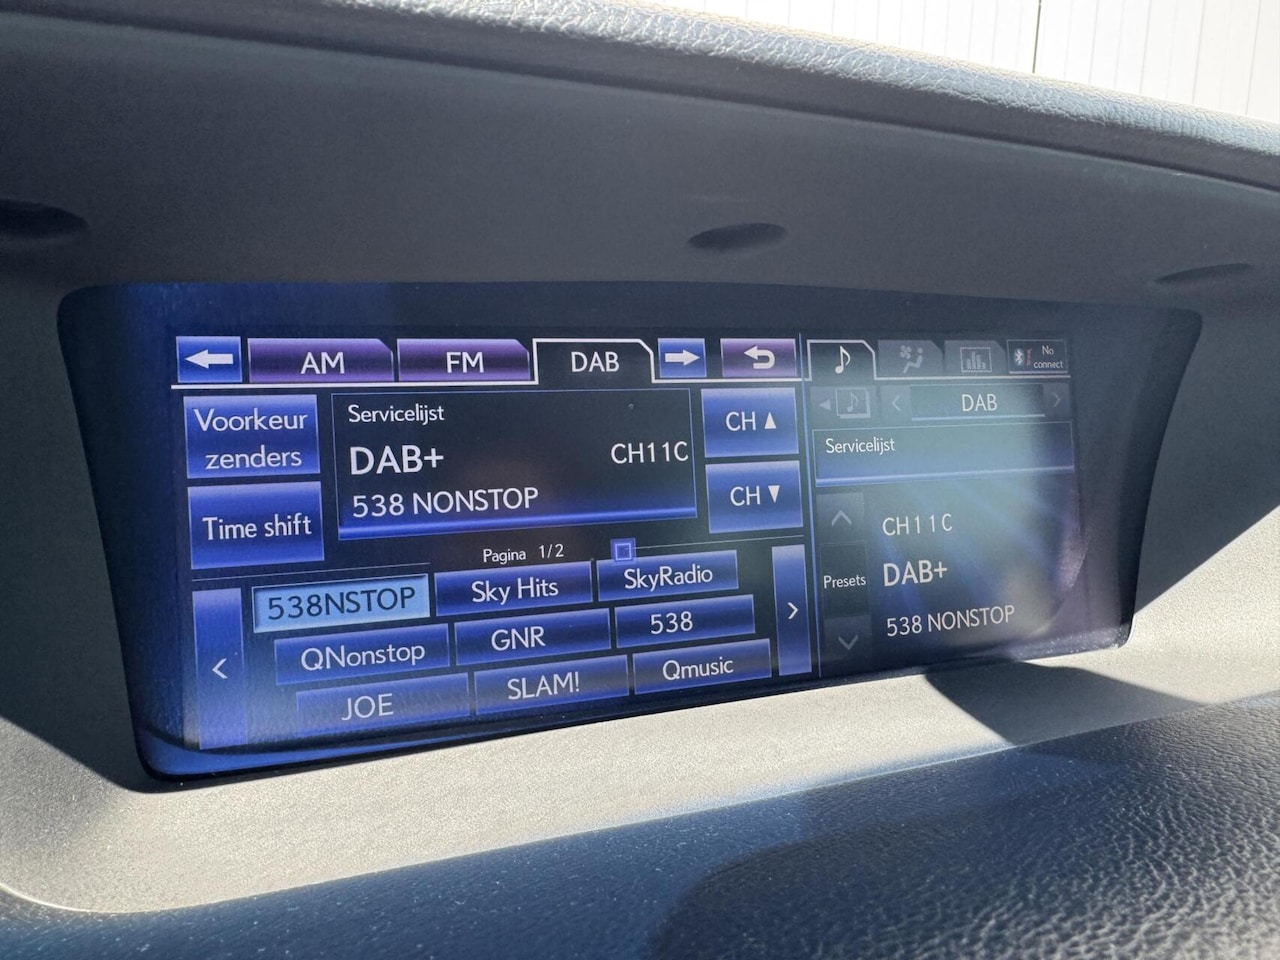 AM FM DAB
No
connect
DAB
Voorkeur
zenders
Servicelijst
DAB+ CH11C
538 NONSTOP
CH▲
CH▼
Time shift
Servicelijst
CH11C
Presets DAB+
538 NONSTOP
Pagina 1/2
538NSTOP Sky Hits SkyRadio
QNonstop GNR 538
JOE SLAM! Qmusic